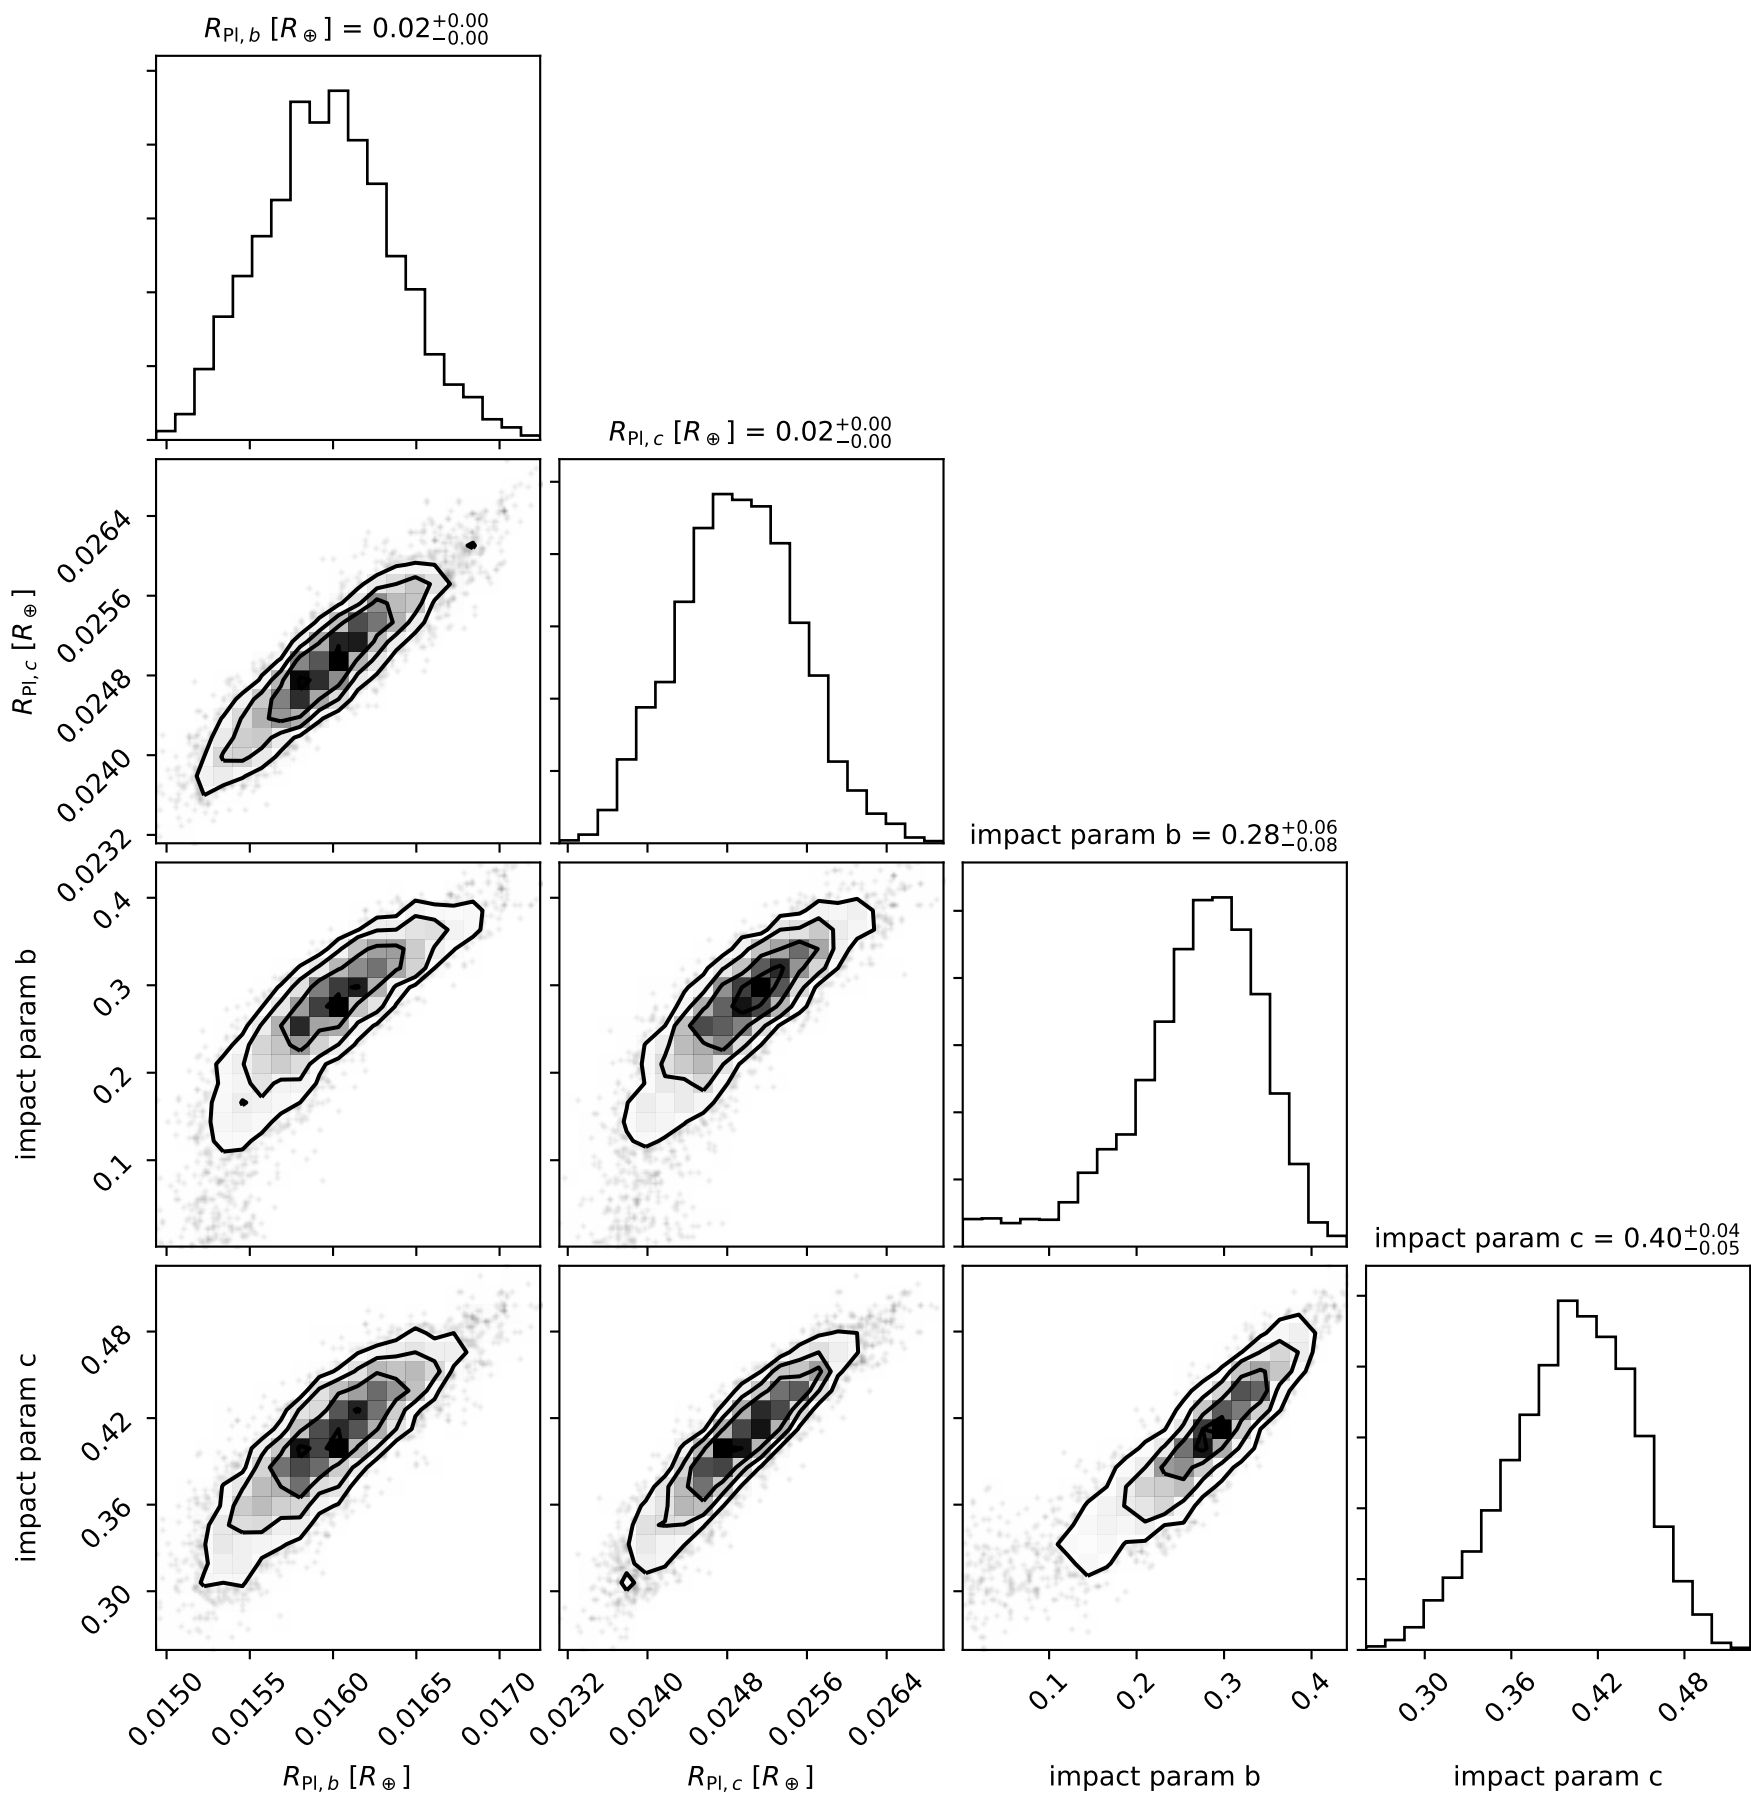 R_Pl,b [R⊕] = 0.02 +0.00 −0.00
R_Pl,c [R⊕] = 0.02 +0.00 −0.00
0.0264
0.0256
0.0248
0.0240
0.0232
R_Pl,c [R⊕]
impact param b = 0.28 +0.06 −0.08
0.4
0.3
0.2
0.1
impact param b
impact param c = 0.40 +0.04 −0.05
0.48
0.42
0.36
0.30
impact param c
0.0150 0.0155 0.0160 0.0165 0.0170
0.0232 0.0240 0.0248 0.0256 0.0264
0.1 0.2 0.3 0.4
0.30 0.36 0.42 0.48
R_Pl,b [R⊕]
R_Pl,c [R⊕]
impact param b
impact param c